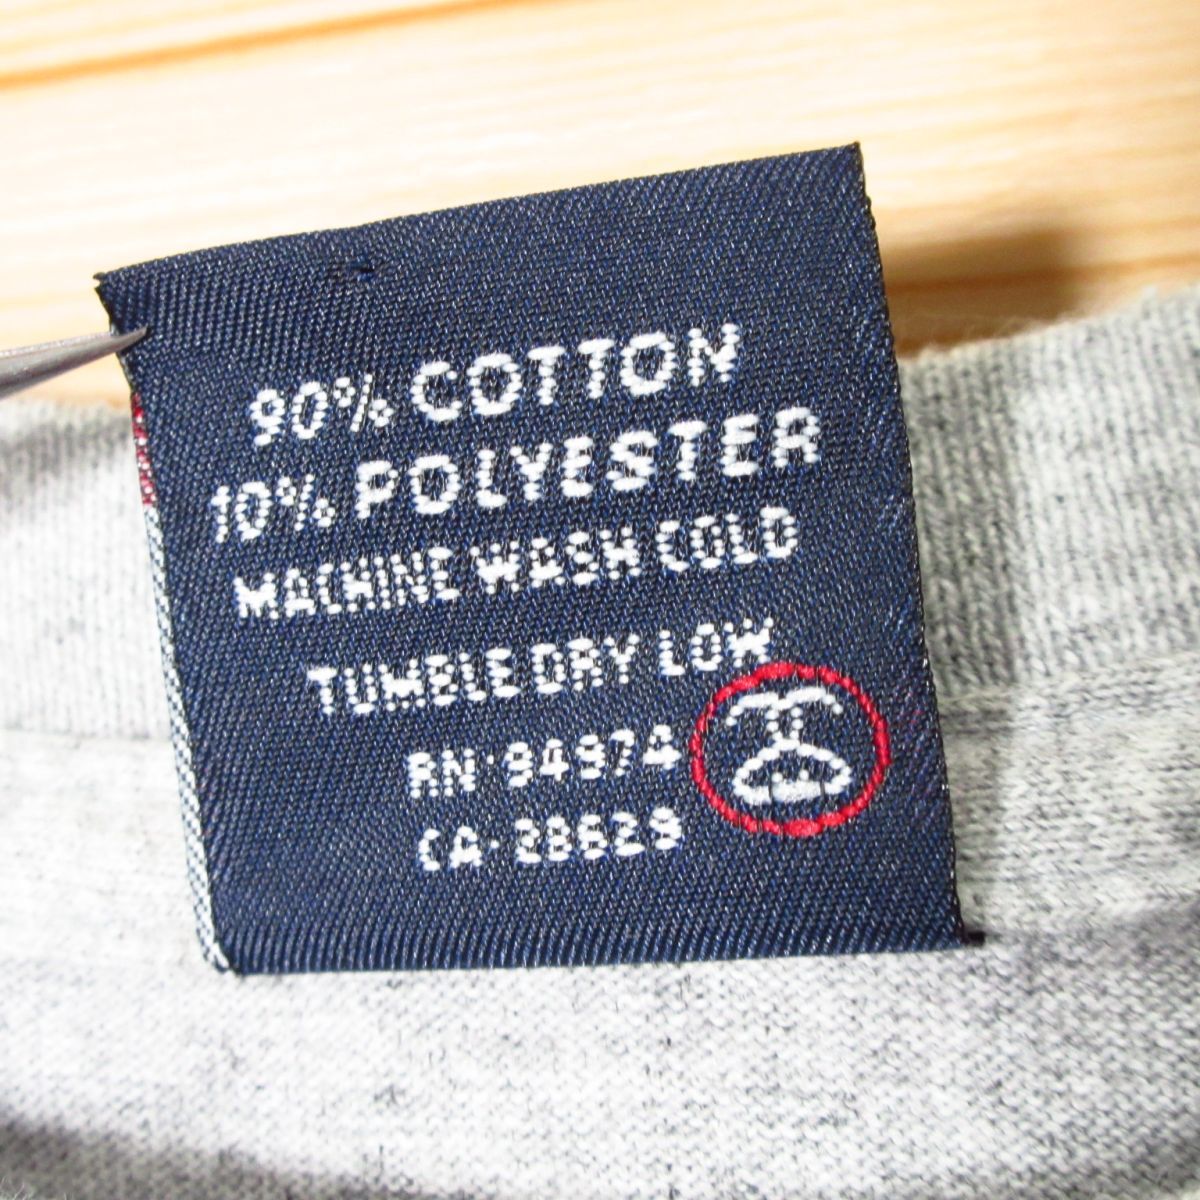 90% COTTON
10% POLYESTER
MACHINE WASH COLD
TUMBLE DRY LOW
RN 94974
CA- 28629